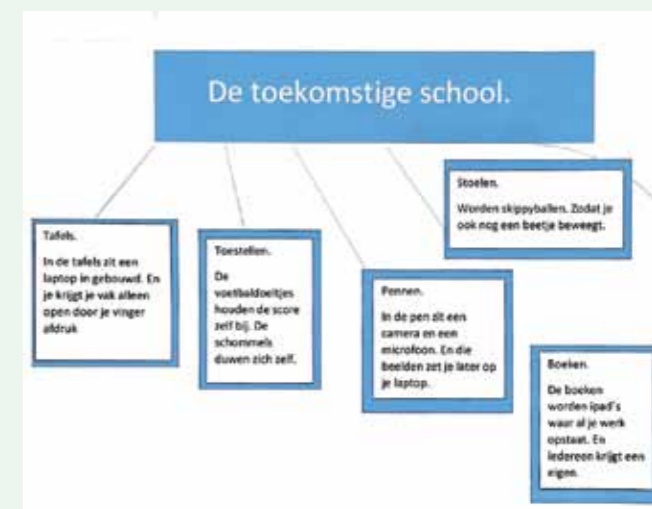 De toekomstige school.
Stoelen.
Worden skippyballen. Zodat je
ook nog een beetje beweegt.
Tafels.
In de tafels zit een
laptop in gebouwd. En
je krijgt je vak alleen
open door je vinger
afdruk
Toestellen.
De
voetbaldoeltjes
houden de score
zelf bij. De
schommels
duwen zich zelf.
Pennen.
In de pen zit een
camera en een
microfoon. En die
beelden zet je later op
je laptop.
Boeken.
De boeken
worden ipad's
waar al je werk
opstaat. En
iedereen krijgt een
eigen.